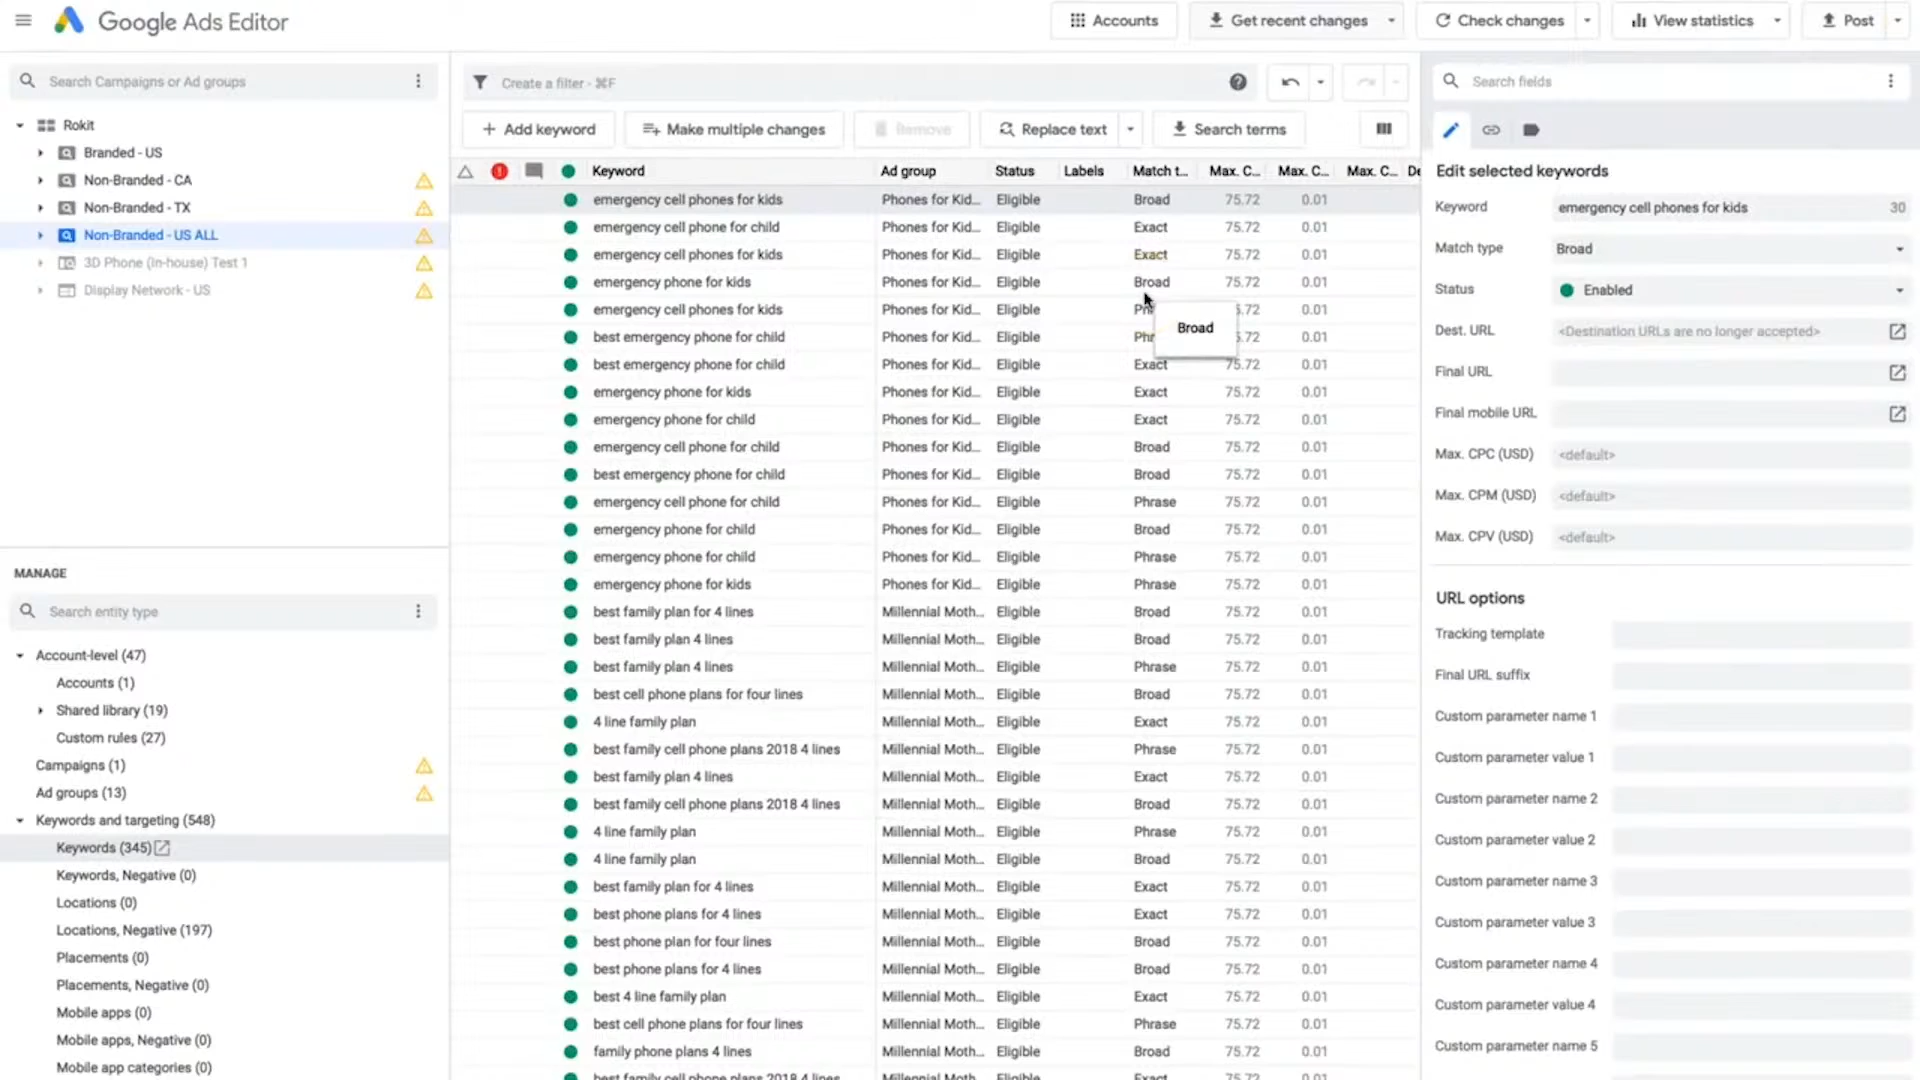 Google Ads Editor
Accounts
Get recent changes
Check changes
View statistics
Post
Search Campaigns or Ad groups
Rokit
Branded - US
Non-Branded - CA
Non-Branded - TX
Non-Branded - US ALL
3D Phone (In-house) Test 1
Display Network - US
MANAGE
Search entity type
Account-level (47)
Accounts (1)
Shared library (19)
Custom rules (27)
Campaigns (1)
Ad groups (13)
Keywords and targeting (548)
Keywords (345)
Keywords, Negative (0)
Locations (0)
Locations, Negative (197)
Placements (0)
Placements, Negative (0)
Mobile apps (0)
Mobile apps, Negative (0)
Mobile app categories (0)
Create a filter - ⌘F
Add keyword
Make multiple changes
Remove
Replace text
Search terms
Keyword Ad group Status Labels Match t... Max. C... Max. C... Max. C... De
emergency cell phones for kids Phones for Kid... Eligible Broad 75.72 0.01
emergency cell phone for child Phones for Kid... Eligible Exact 75.72 0.01
emergency cell phones for kids Phones for Kid... Eligible Exact 75.72 0.01
emergency phone for kids Phones for Kid... Eligible Broad 75.72 0.01
emergency cell phones for kids Phones for Kid... Eligible 5.72 0.01
Broad
best emergency phone for child Phones for Kid... Eligible Phr 5.72 0.01
best emergency phone for child Phones for Kid... Eligible Exact 75.72 0.01
emergency phone for kids Phones for Kid... Eligible Exact 75.72 0.01
emergency phone for child Phones for Kid... Eligible Exact 75.72 0.01
emergency cell phone for child Phones for Kid... Eligible Broad 75.72 0.01
best emergency phone for child Phones for Kid... Eligible Broad 75.72 0.01
emergency cell phone for child Phones for Kid... Eligible Phrase 75.72 0.01
emergency phone for child Phones for Kid... Eligible Broad 75.72 0.01
emergency phone for child Phones for Kid... Eligible Phrase 75.72 0.01
emergency phone for kids Phones for Kid... Eligible Phrase 75.72 0.01
best family plan for 4 lines Millennial Moth... Eligible Broad 75.72 0.01
best family plan 4 lines Millennial Moth... Eligible Broad 75.72 0.01
best family plan 4 lines Millennial Moth... Eligible Phrase 75.72 0.01
best cell phone plans for four lines Millennial Moth... Eligible Broad 75.72 0.01
4 line family plan Millennial Moth... Eligible Exact 75.72 0.01
best family cell phone plans 2018 4 lines Millennial Moth... Eligible Phrase 75.72 0.01
best family plan 4 lines Millennial Moth... Eligible Exact 75.72 0.01
best family cell phone plans 2018 4 lines Millennial Moth... Eligible Broad 75.72 0.01
4 line family plan Millennial Moth... Eligible Phrase 75.72 0.01
4 line family plan Millennial Moth... Eligible Broad 75.72 0.01
best family plan for 4 lines Millennial Moth... Eligible Exact 75.72 0.01
best phone plans for 4 lines Millennial Moth... Eligible Exact 75.72 0.01
best phone plan for four lines Millennial Moth... Eligible Broad 75.72 0.01
best phone plans for 4 lines Millennial Moth... Eligible Broad 75.72 0.01
best 4 line family plan Millennial Moth... Eligible Exact 75.72 0.01
best cell phone plans for four lines Millennial Moth... Eligible Phrase 75.72 0.01
family phone plans 4 lines Millennial Moth... Eligible Broad 75.72 0.01
best family cell phone plans 2018 4 lines Millennial Moth... Eligible Exact 75.72 0.01
Search fields
Edit selected keywords
Keyword emergency cell phones for kids 30
Match type Broad
Status Enabled
Dest. URL <Destination URLs are no longer accepted>
Final URL
Final mobile URL
Max. CPC (USD) <default>
Max. CPM (USD) <default>
Max. CPV (USD) <default>
URL options
Tracking template
Final URL suffix
Custom parameter name 1
Custom parameter value 1
Custom parameter name 2
Custom parameter value 2
Custom parameter name 3
Custom parameter value 3
Custom parameter name 4
Custom parameter value 4
Custom parameter name 5